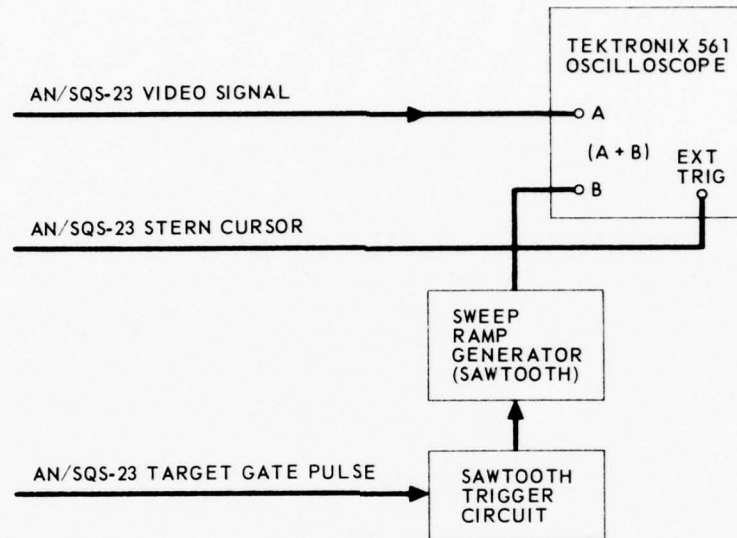 TEKTRONIX 561
OSCILLOSCOPE
AN/SQS-23 VIDEO SIGNAL
A
(A + B)
EXT
TRIG
B
AN/SQS-23 STERN CURSOR
SWEEP
RAMP
GENERATOR
(SAWTOOTH)
AN/SQS-23 TARGET GATE PULSE
SAWTOOTH
TRIGGER
CIRCUIT